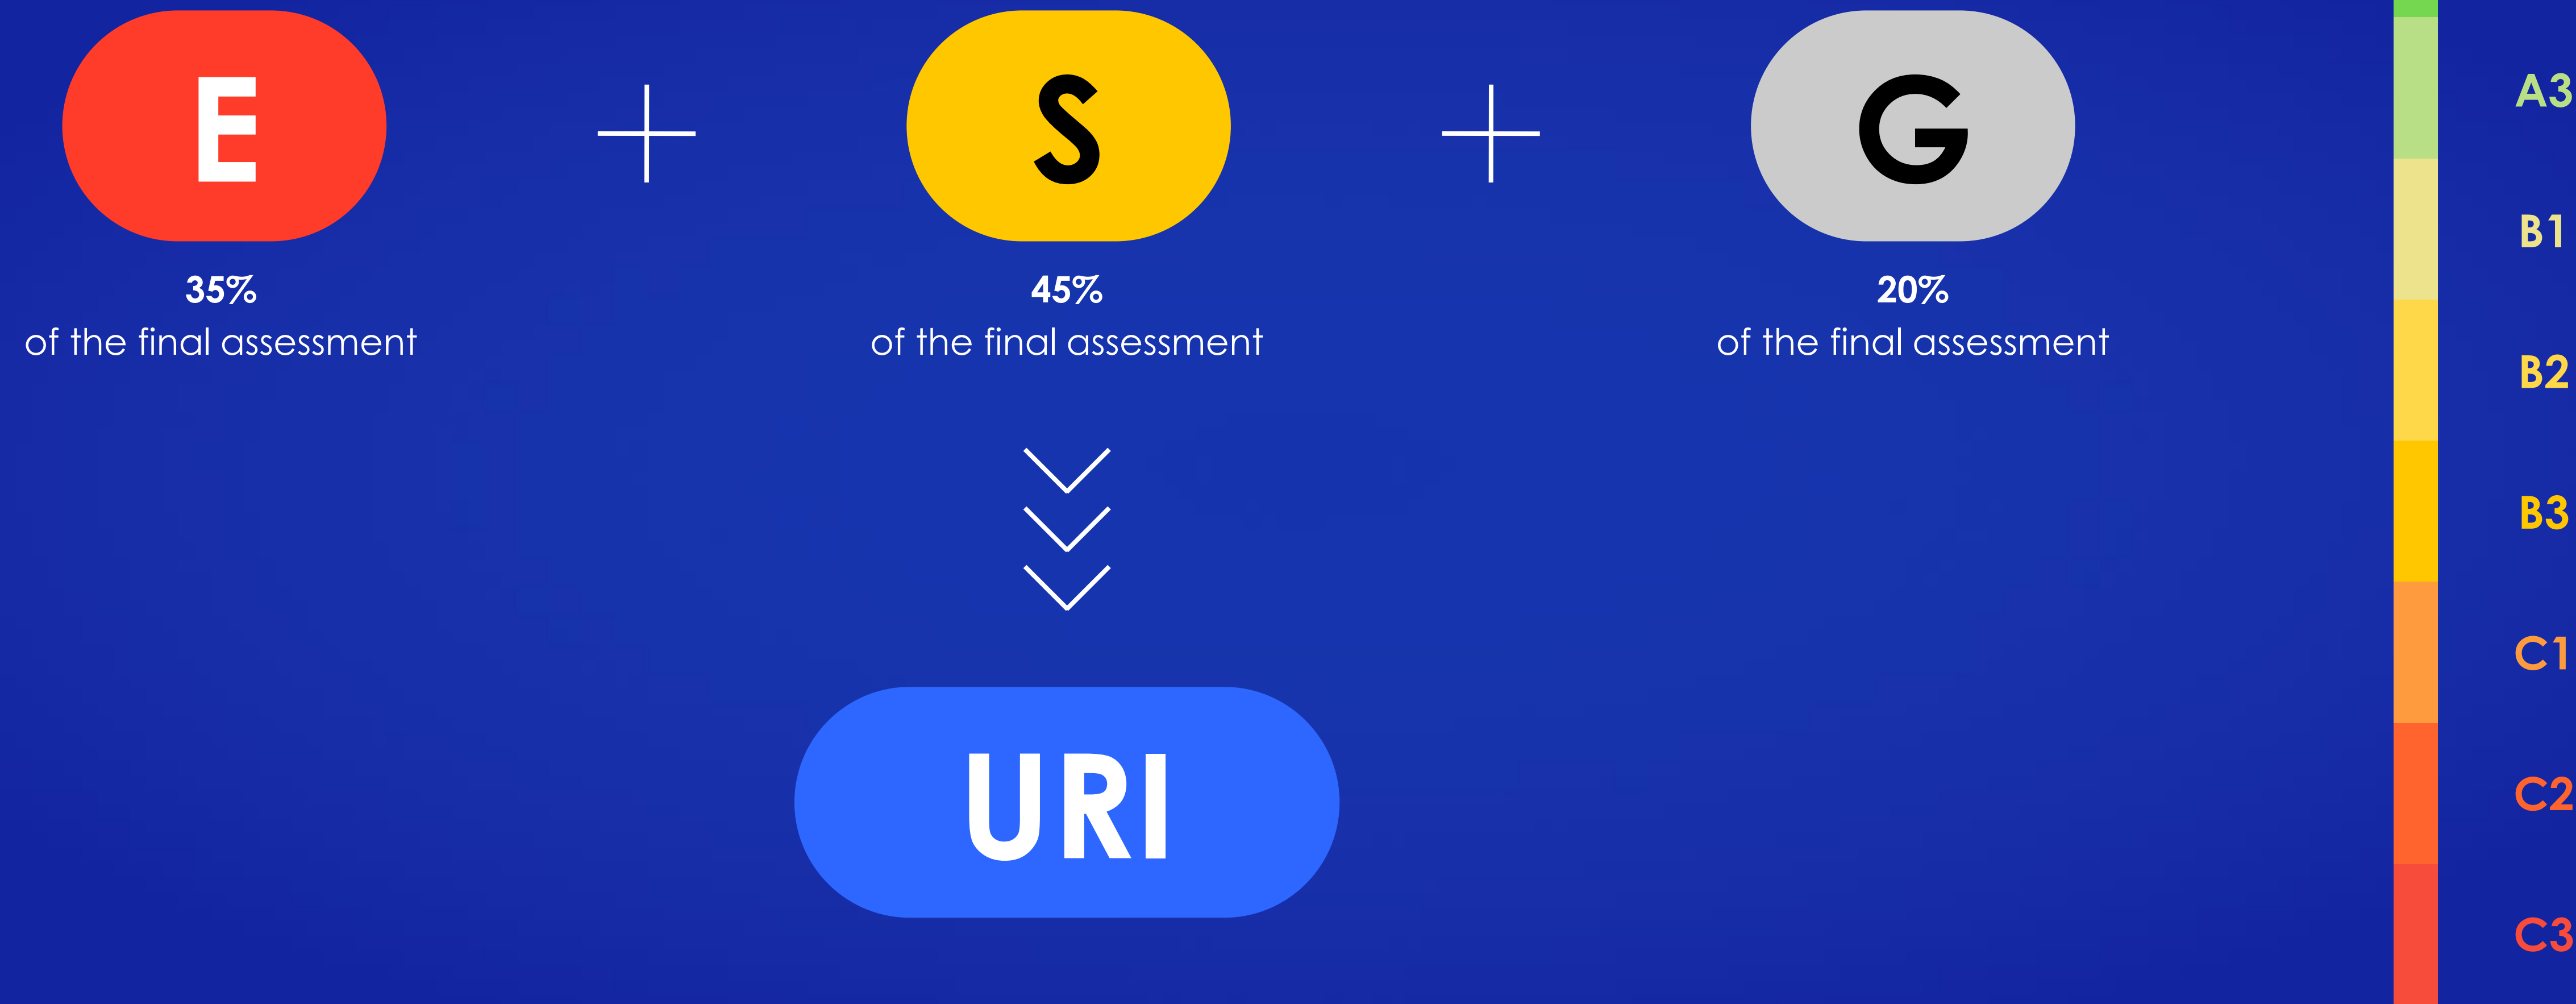 E
S
G
35%
of the final assessment
45%
of the final assessment
20%
of the final assessment
URI
A3
B1
B2
B3
C1
C2
C3